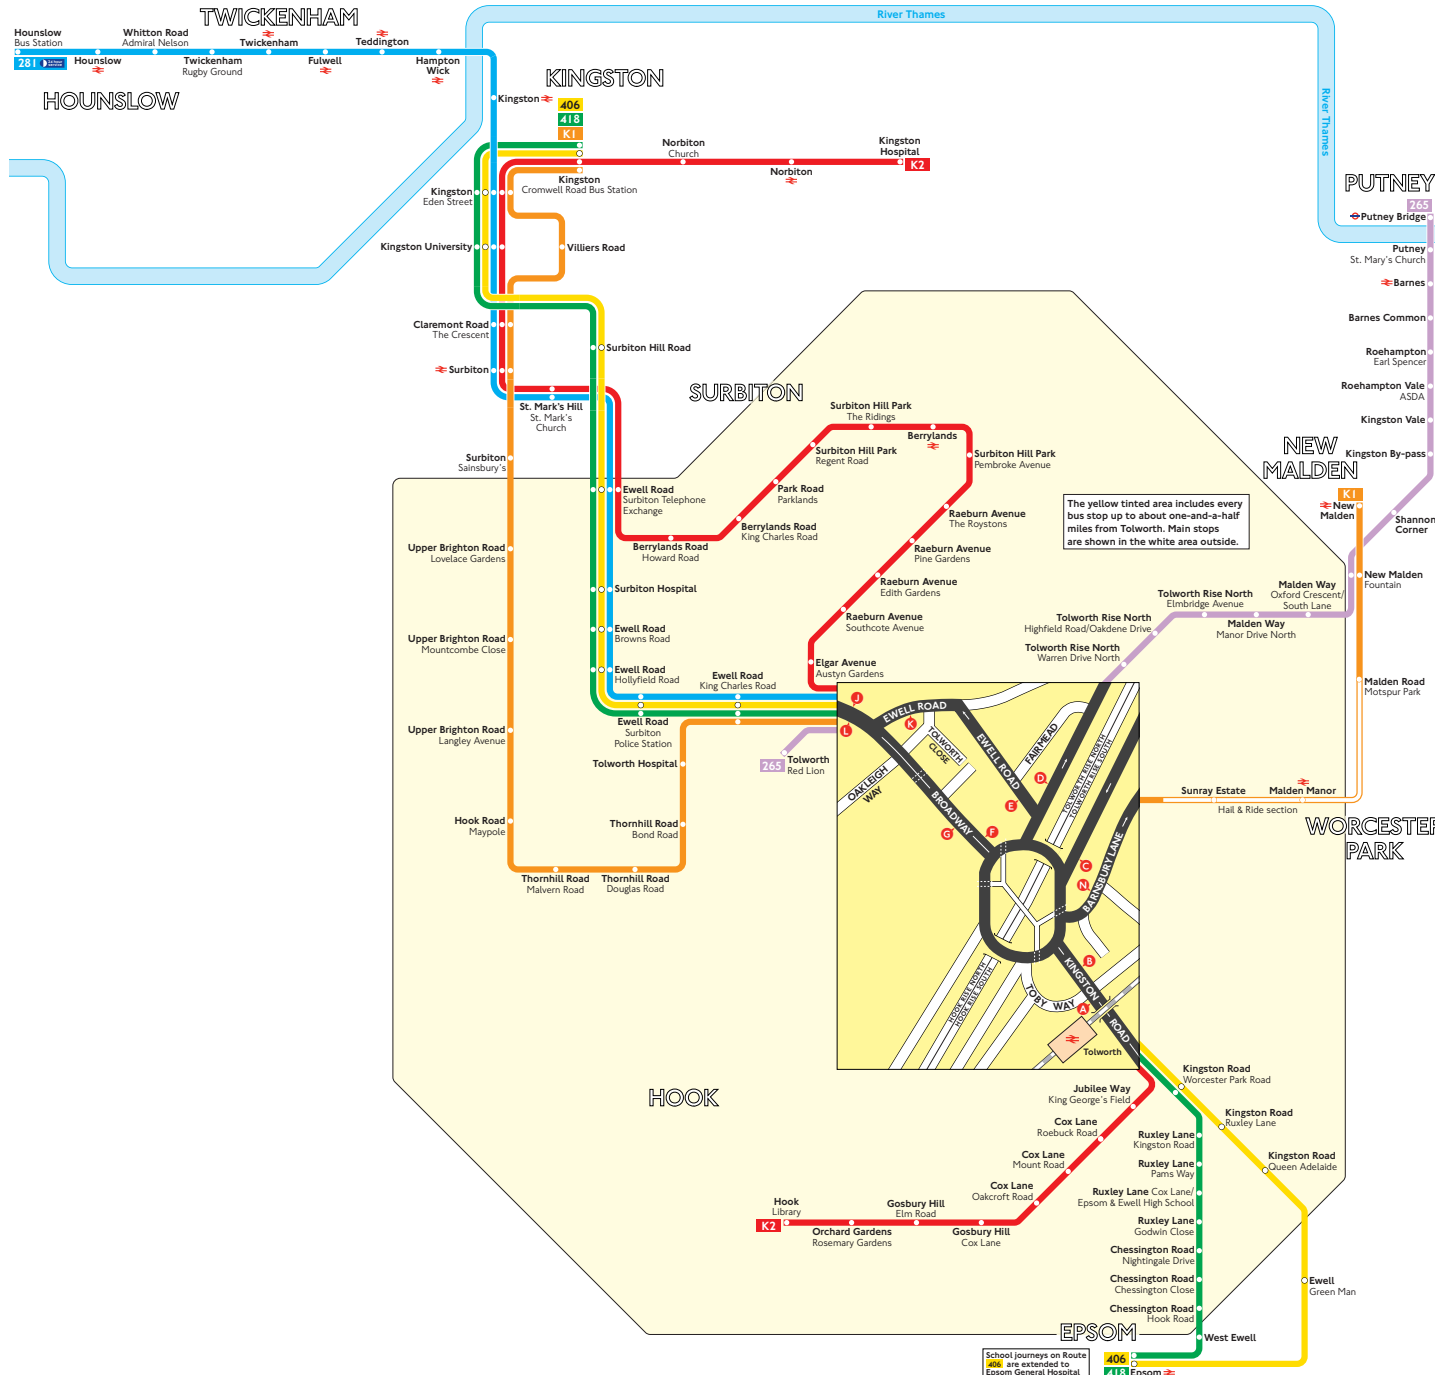 TWICKENHAM
River Thames
Hounslow
Bus Station
281
Hounslow
Whitton Road
Admiral Nelson
Twickenham
Rugby Ground
Twickenham
Fulwell
Teddington
Hampton
Wick
HOUNSLOW
KINGSTON
Kingston
406
418
K1
Kingston
Cromwell Road Bus Station
Norbiton
Church
Norbiton
Kingston
Hospital
K2
River Thames
PUTNEY
265
Putney Bridge
Putney
St. Mary's Church
Barnes
Barnes Common
Roehampton
Earl Spencer
Roehampton Vale
ASDA
Kingston Vale
Kingston By-pass
Shannon
Corner
Kingston
Eden Street
Kingston University
Villiers Road
Claremont Road
The Crescent
Surbiton
Surbiton Hill Road
St. Mark's Hill
St. Mark's
Church
SURBITON
Surbiton
Sainsbury's
Ewell Road
Surbiton Telephone
Exchange
Berrylands Road
Howard Road
Berrylands Road
King Charles Road
Park Road
Parklands
Surbiton Hill Park
Regent Road
Surbiton Hill Park
The Ridings
Berrylands
Surbiton Hill Park
Pembroke Avenue
Raeburn Avenue
The Roystons
Raeburn Avenue
Pine Gardens
Raeburn Avenue
Edith Gardens
Raeburn Avenue
Southcote Avenue
Elgar Avenue
Austyn Gardens
The yellow tinted area includes every
bus stop up to about one-and-a-half
miles from Tolworth. Main stops
are shown in the white area outside.
NEW
MALDEN
K1
New
Malden
New Malden
Fountain
Malden Way
Oxford Crescent/
South Lane
Malden Way
Manor Drive North
Tolworth Rise North
Elmbridge Avenue
Tolworth Rise North
Highfield Road/Oakdene Drive
Tolworth Rise North
Warren Drive North
Malden Road
Motspur Park
Sunray Estate
Malden Manor
Hail & Ride section
WORCESTER
PARK
Upper Brighton Road
Lovelace Gardens
Upper Brighton Road
Mountcombe Close
Upper Brighton Road
Langley Avenue
Hook Road
Maypole
Thornhill Road
Malvern Road
Thornhill Road
Douglas Road
Thornhill Road
Bond Road
Tolworth Hospital
Surbiton Hospital
Ewell Road
Browns Road
Ewell Road
Hollyfield Road
Ewell Road
King Charles Road
Ewell Road
Surbiton
Police Station
265
Tolworth
Red Lion
J
L
K
EWELL ROAD
EWELL ROAD
TOLWORTH
CLOSE
OAKLEIGH
WAY
BROADWAY
FAIRMEAD
TOLWORTH RISE NORTH
TOLWORTH RISE SOUTH
D
E
F
G
C
N
BARNSBURY LANE
B
A
KINGSTON
ROAD
TOBY WAY
HOOK RISE NORTH
HOOK RISE SOUTH
Tolworth
HOOK
Jubilee Way
King George's Field
Cox Lane
Roebuck Road
Cox Lane
Mount Road
Cox Lane
Oakcroft Road
Gosbury Hill
Cox Lane
Gosbury Hill
Elm Road
Orchard Gardens
Rosemary Gardens
Hook
Library
K2
Kingston Road
Worcester Park Road
Kingston Road
Ruxley Lane
Kingston Road
Queen Adelaide
Ruxley Lane
Kingston Road
Ruxley Lane
Pams Way
Ruxley Lane Cox Lane/
Epsom & Ewell High School
Ruxley Lane
Godwin Close
Chessington Road
Nightingale Drive
Chessington Road
Chessington Close
Chessington Road
Hook Road
West Ewell
Ewell
Green Man
EPSOM
School journeys on Route
406 are extended to
Epsom General Hospital
406
418
Epsom